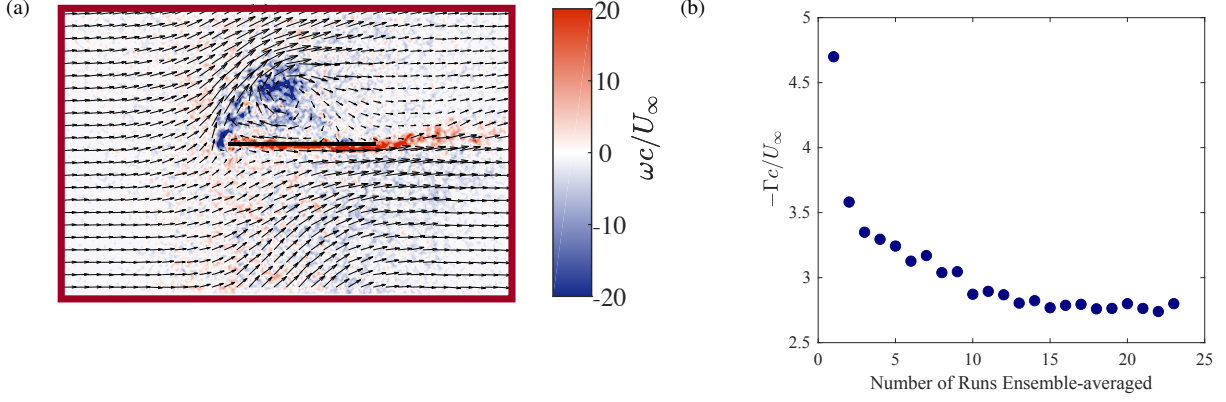 (a)
20
10
0
-10
-20
ωc/U∞
(b)
5
4.5
4
3.5
3
2.5
−Γc/U∞
0 5 10 15 20 25
Number of Runs Ensemble-averaged